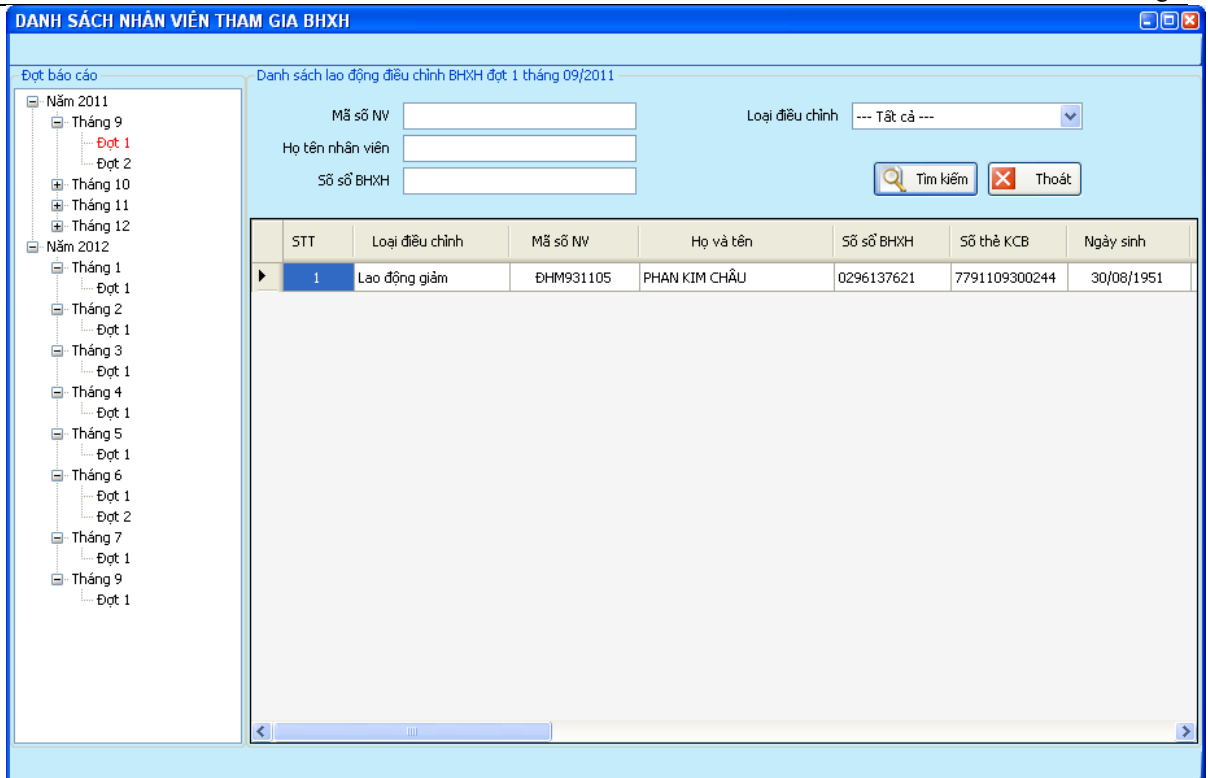 DANH SÁCH NHÂN VIÊN THAM GIA BHXH
Đợt báo cáo
Năm 2011
Tháng 9
Đợt 1
Đợt 2
Tháng 10
Tháng 11
Tháng 12
Năm 2012
Tháng 1
Đợt 1
Tháng 2
Đợt 1
Tháng 3
Đợt 1
Tháng 4
Đợt 1
Tháng 5
Đợt 1
Tháng 6
Đợt 1
Đợt 2
Tháng 7
Đợt 1
Tháng 9
Đợt 1
Danh sách lao động điều chỉnh BHXH đợt 1 tháng 09/2011
Mã số NV Loại điều chỉnh --- Tất cả ---
Họ tên nhân viên
Số sổ BHXH Tìm kiếm Thoát
STT Loại điều chỉnh Mã số NV Họ và tên Số sổ BHXH Số thẻ KCB Ngày sinh
1 Lao động giảm ĐHM931105 PHAN KIM CHÂU 0296137621 7791109300244 30/08/1951